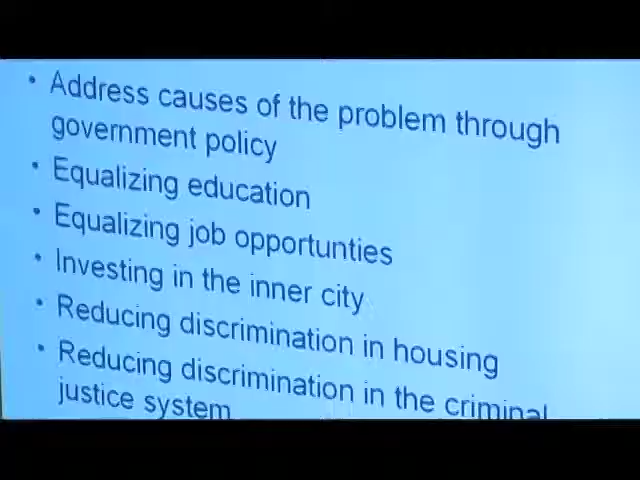 • Address causes of the problem through
government policy
• Equalizing education
• Equalizing job opportunties
• Investing in the inner city
• Reducing discrimination in housing
• Reducing discrimination in the criminal
justice system